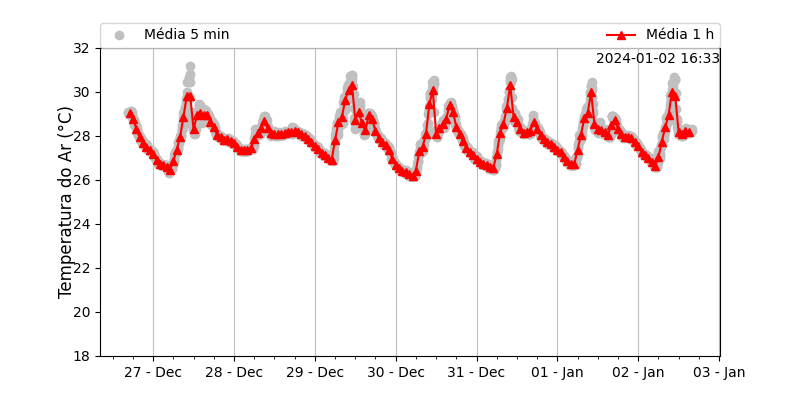 Média 5 min
Média 1 h
2024-01-02 16:33
Temperatura do Ar (°C)
32
30
28
26
24
22
20
18
27 - Dec
28 - Dec
29 - Dec
30 - Dec
31 - Dec
01 - Jan
02 - Jan
03 - Jan